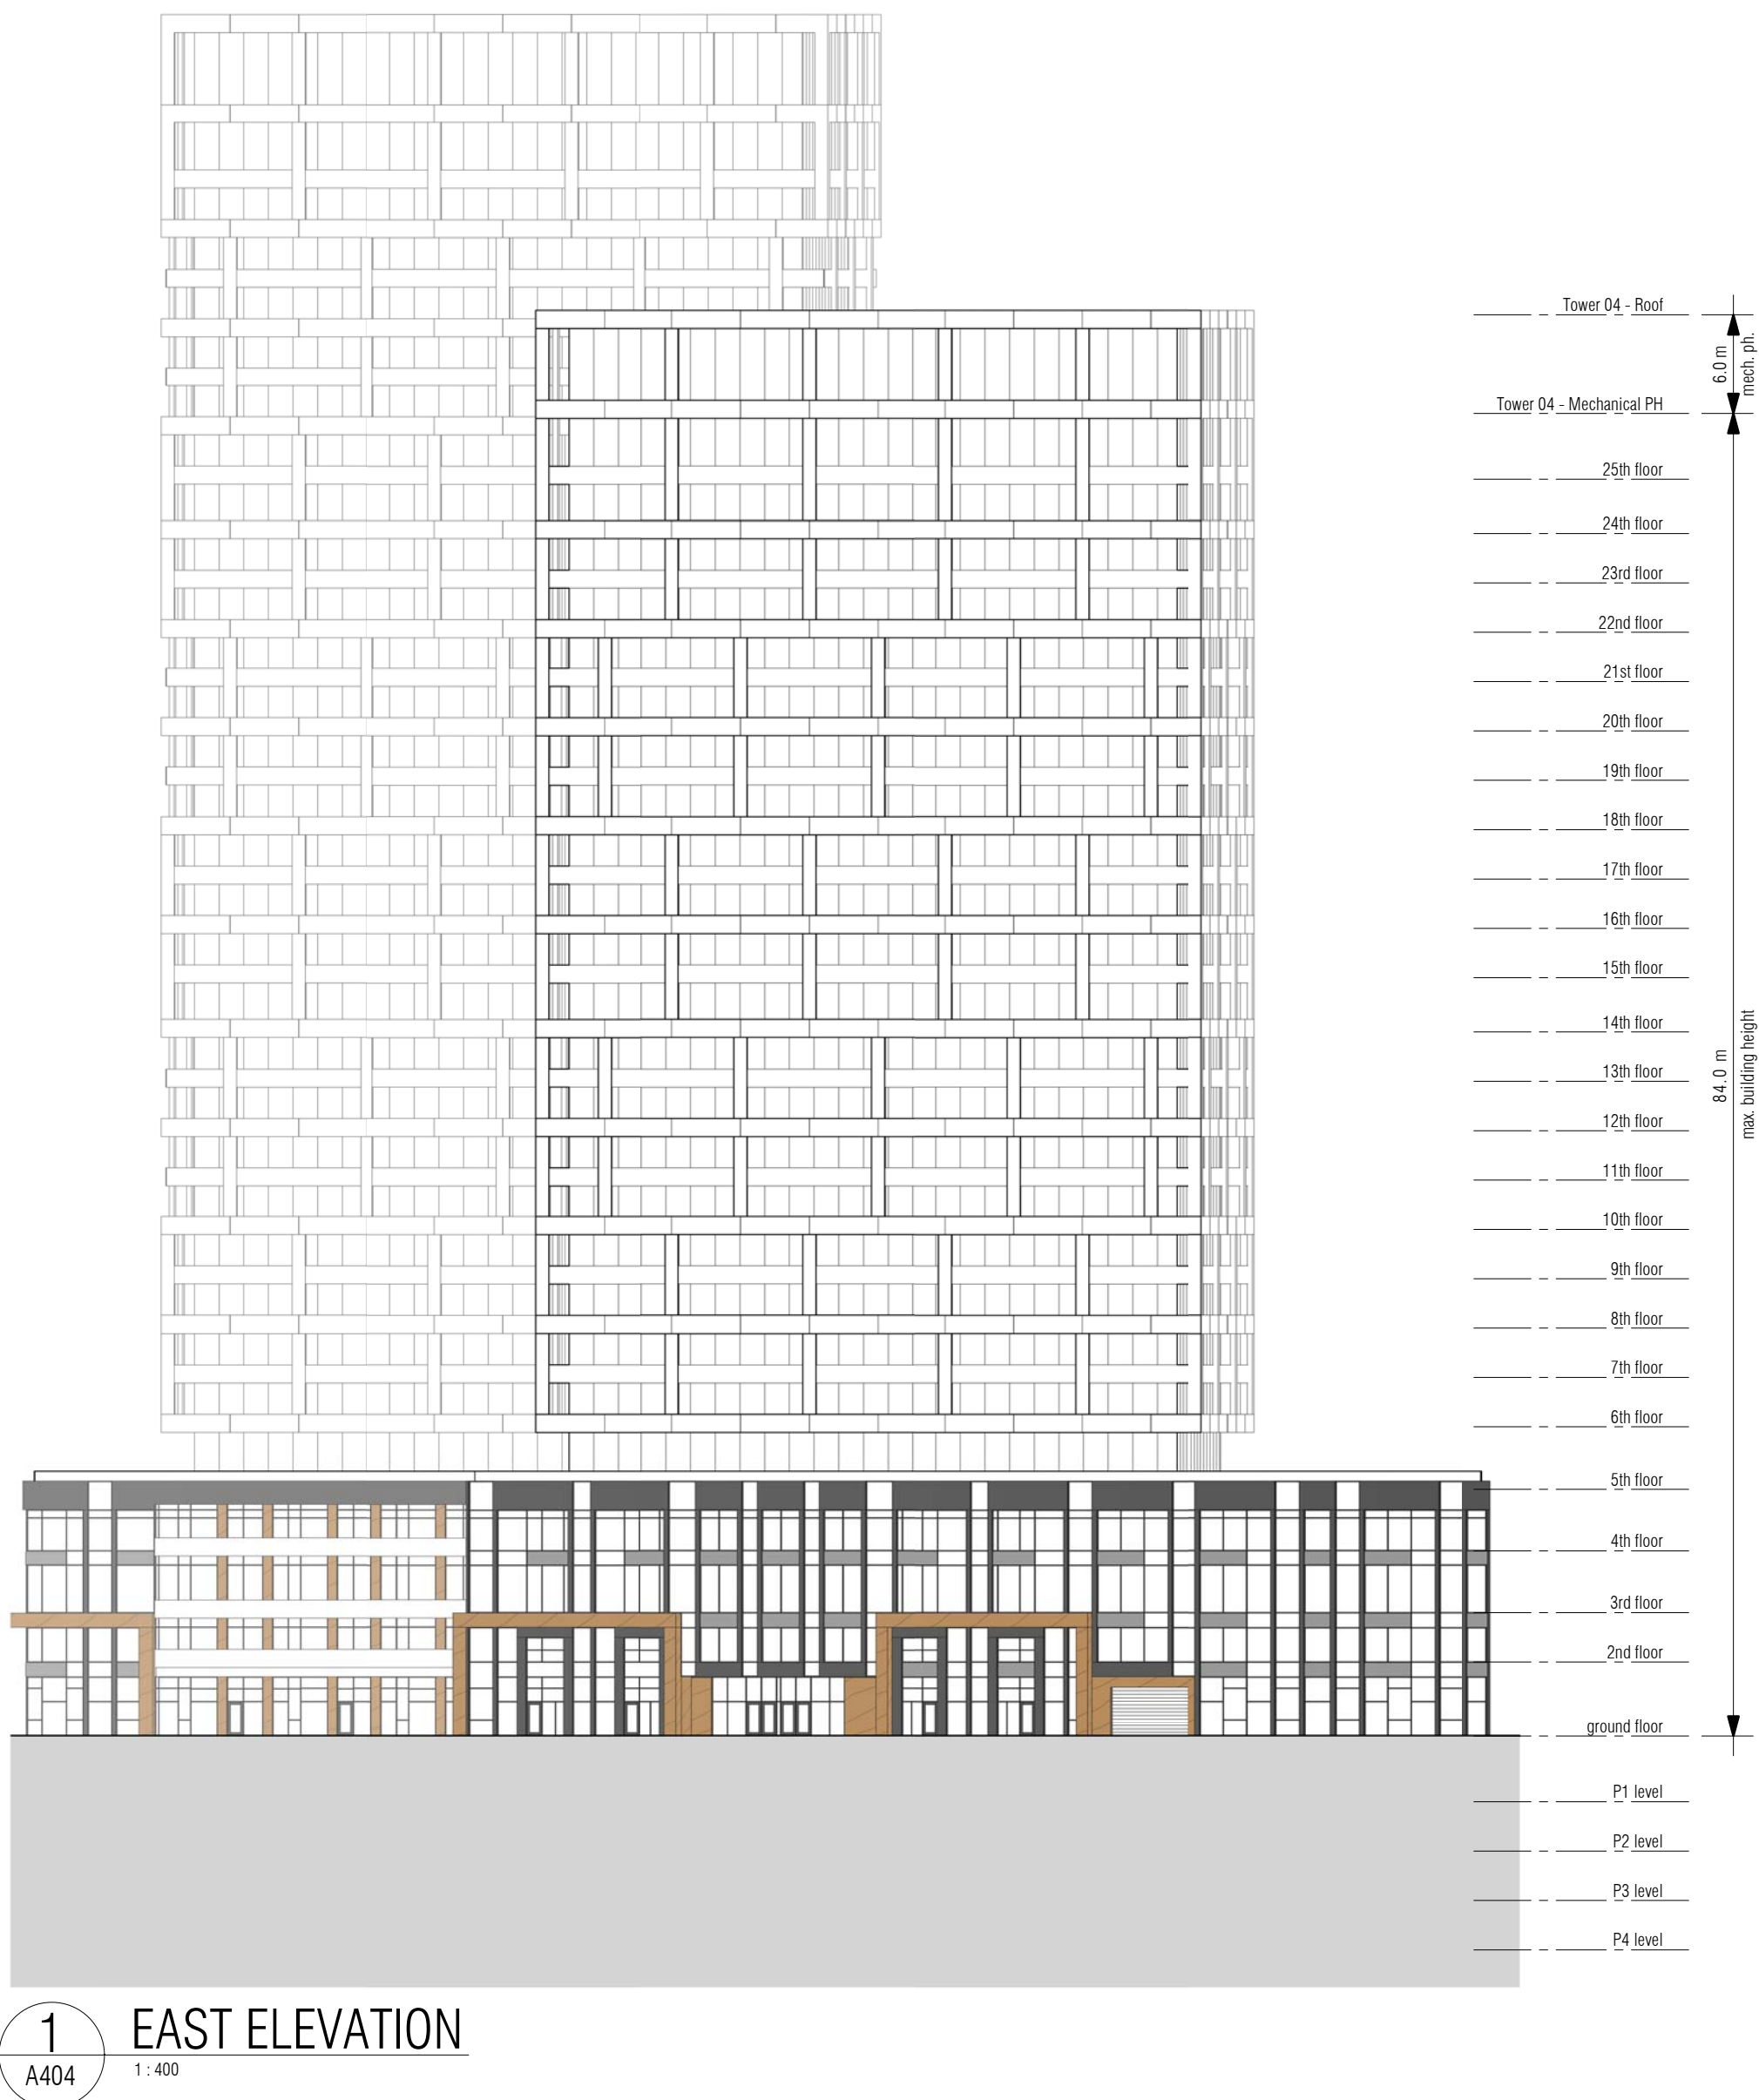 Tower 04 - Roof
6.0 m
mech. ph.
Tower 04 - Mechanical PH
25th floor
24th floor
23rd floor
22nd floor
21st floor
20th floor
19th floor
18th floor
17th floor
16th floor
15th floor
14th floor
84.0 m
max. building height
13th floor
12th floor
11th floor
10th floor
9th floor
8th floor
7th floor
6th floor
5th floor
4th floor
3rd floor
2nd floor
ground floor
P1 level
P2 level
P3 level
P4 level
1
A404
EAST ELEVATION
1 : 400